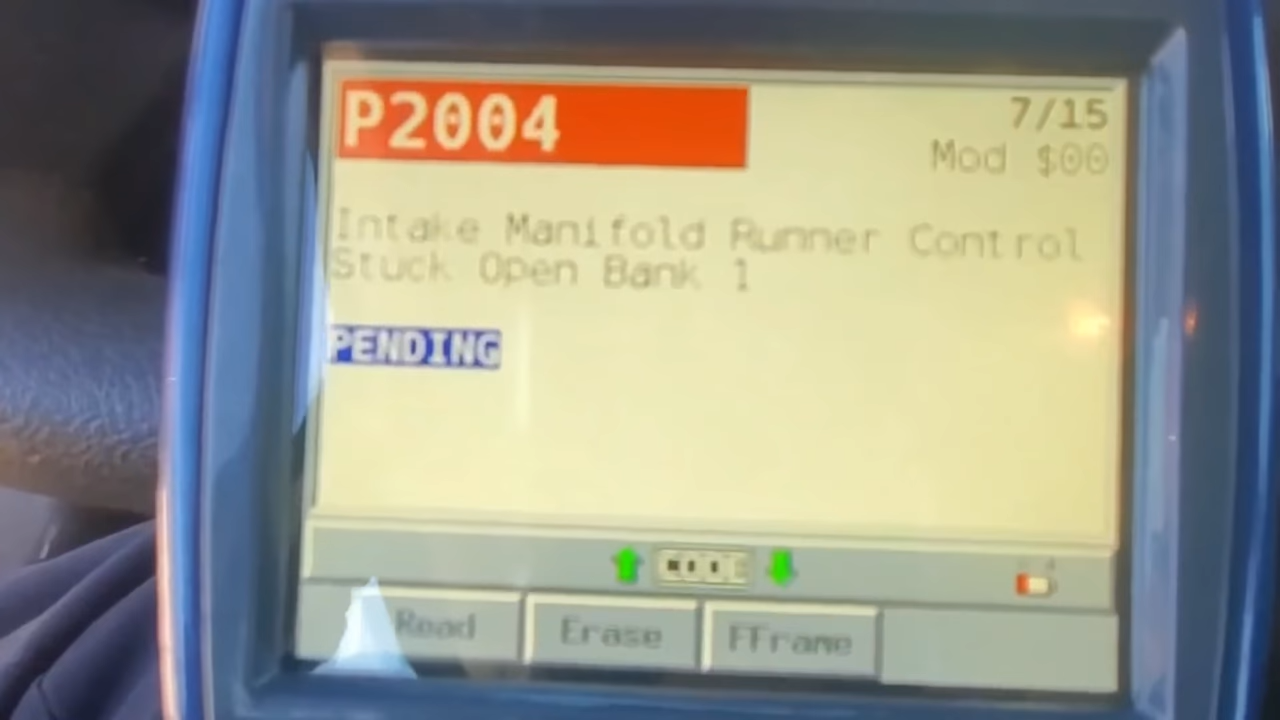 P2004
7/15
Mod $00
Intake Manifold Runner Control
Stuck Open Bank 1
PENDING
Read
Erase
FFrame